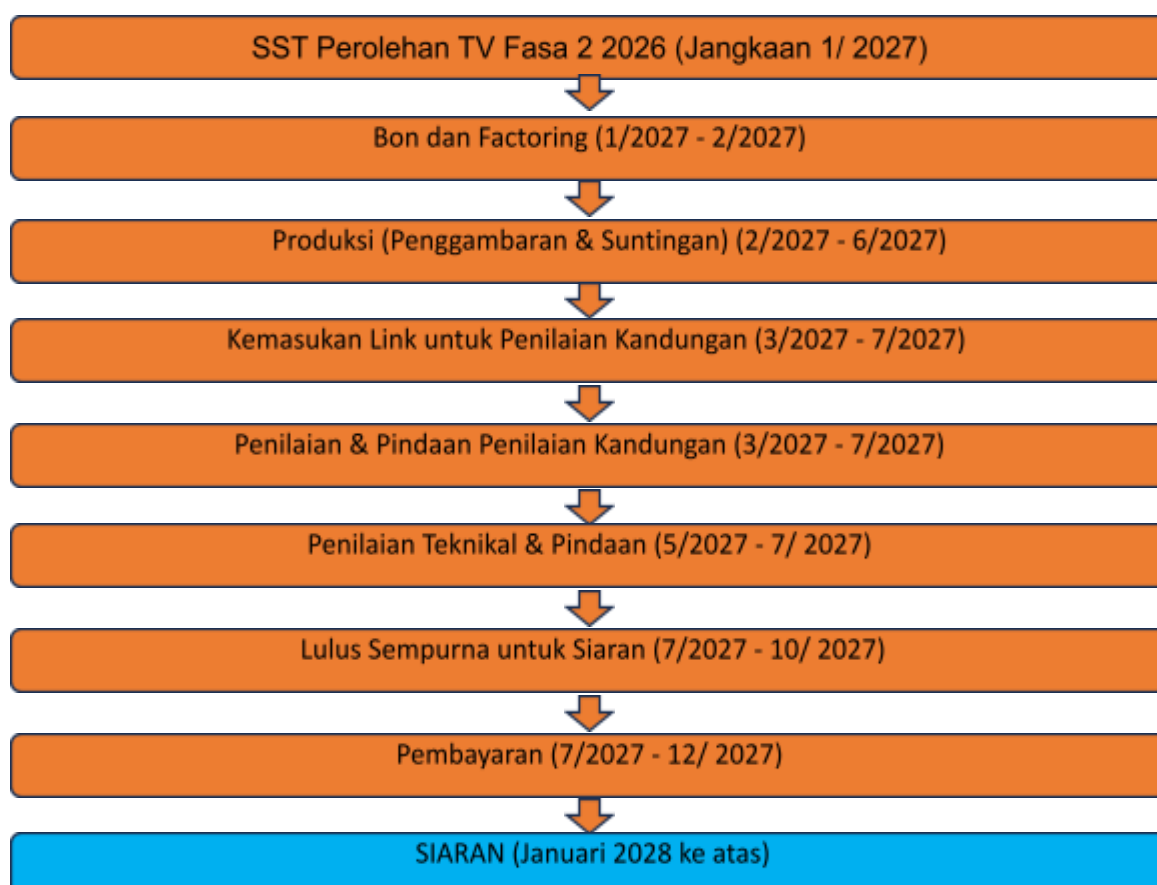 SST Perolehan TV Fasa 2 2026 (Jangkaan 1/ 2027)
Bon dan Factoring (1/2027 - 2/2027)
Produksi (Penggambaran & Suntingan) (2/2027 - 6/2027)
Kemasukan Link untuk Penilaian Kandungan (3/2027 - 7/2027)
Penilaian & Pindaan Penilaian Kandungan (3/2027 - 7/2027)
Penilaian Teknikal & Pindaan (5/2027 - 7/ 2027)
Lulus Sempurna untuk Siaran (7/2027 - 10/ 2027)
Pembayaran (7/2027 - 12/ 2027)
SIARAN (Januari 2028 ke atas)